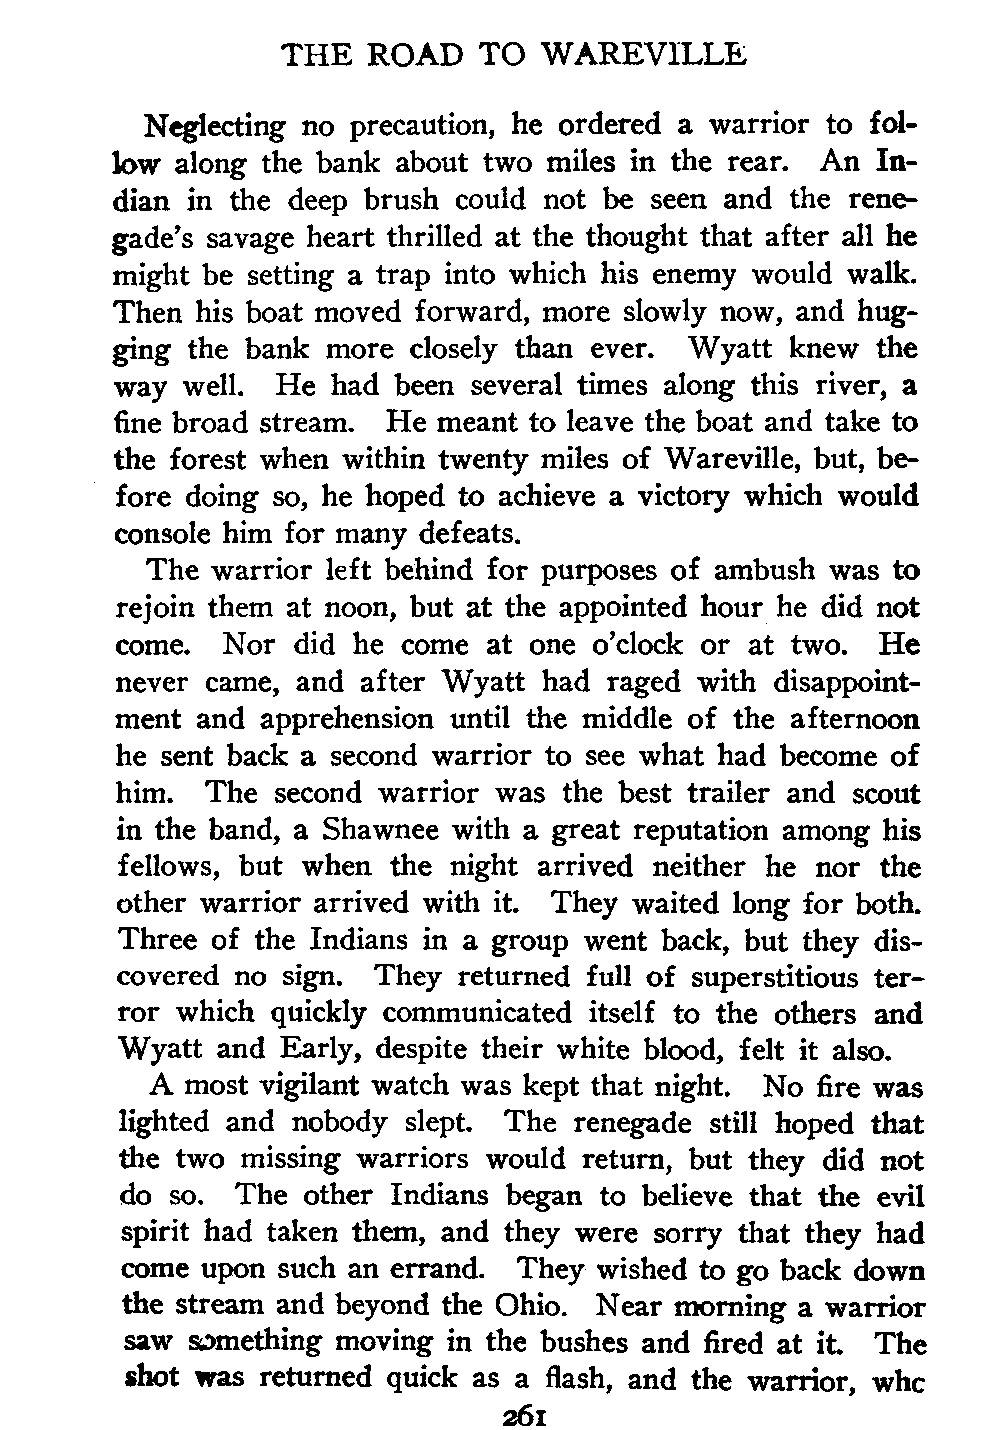 THE ROAD TO WAREVILLE
Neglecting no precaution, he ordered a warrior to fol-
low along the bank about two miles in the rear. An In-
dian in the deep brush could not be seen and the rene-
gade's savage heart thrilled at the thought that after all he
might be setting a trap into which his enemy would walk.
Then his boat moved forward, more slowly now, and hug-
ging the bank more closely than ever. Wyatt knew the
way well. He had been several times along this river, a
fine broad stream. He meant to leave the boat and take to
the forest when within twenty miles of Wareville, but, be-
fore doing so, he hoped to achieve a victory which would
console him for many defeats.
The warrior left behind for purposes of ambush was to
rejoin them at noon, but at the appointed hour he did not
come. Nor did he come at one o'clock or at two. He
never came, and after Wyatt had raged with disappoint-
ment and apprehension until the middle of the afternoon
he sent back a second warrior to see what had become of
him. The second warrior was the best trailer and scout
in the band, a Shawnee with a great reputation among his
fellows, but when the night arrived neither he nor the
other warrior arrived with it. They waited long for both.
Three of the Indians in a group went back, but they dis-
covered no sign. They returned full of superstitious ter-
ror which quickly communicated itself to the others and
Wyatt and Early, despite their white blood, felt it also.
A most vigilant watch was kept that night. No fire was
lighted and nobody slept. The renegade still hoped that
the two missing warriors would return, but they did not
do so. The other Indians began to believe that the evil
spirit had taken them, and they were sorry that they had
come upon such an errand. They wished to go back down
the stream and beyond the Ohio. Near morning a warrior
saw something moving in the bushes and fired at it. The
shot was returned quick as a flash, and the warrior, who
261